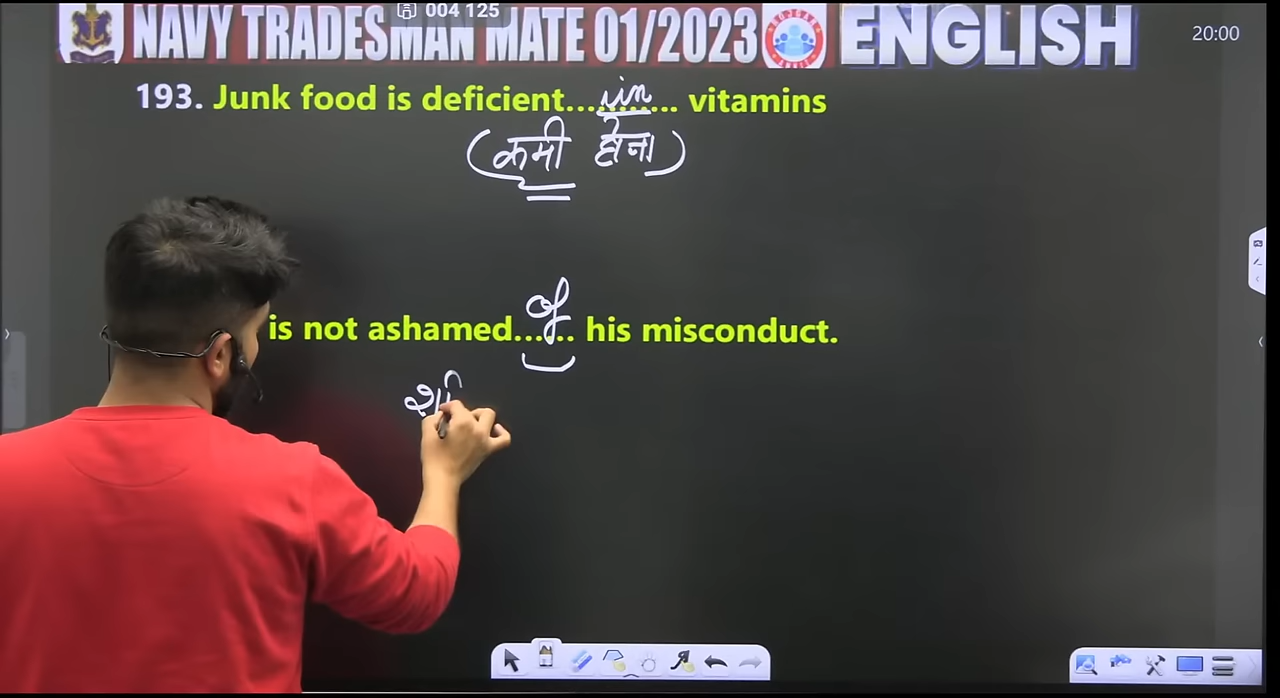 004 125
NAVY TRADESMAN MATE 01/2023 ENGLISH
20:00
193. Junk food is deficient....in....... vitamins
(कमी होना)
is not ashamed...of... his misconduct.